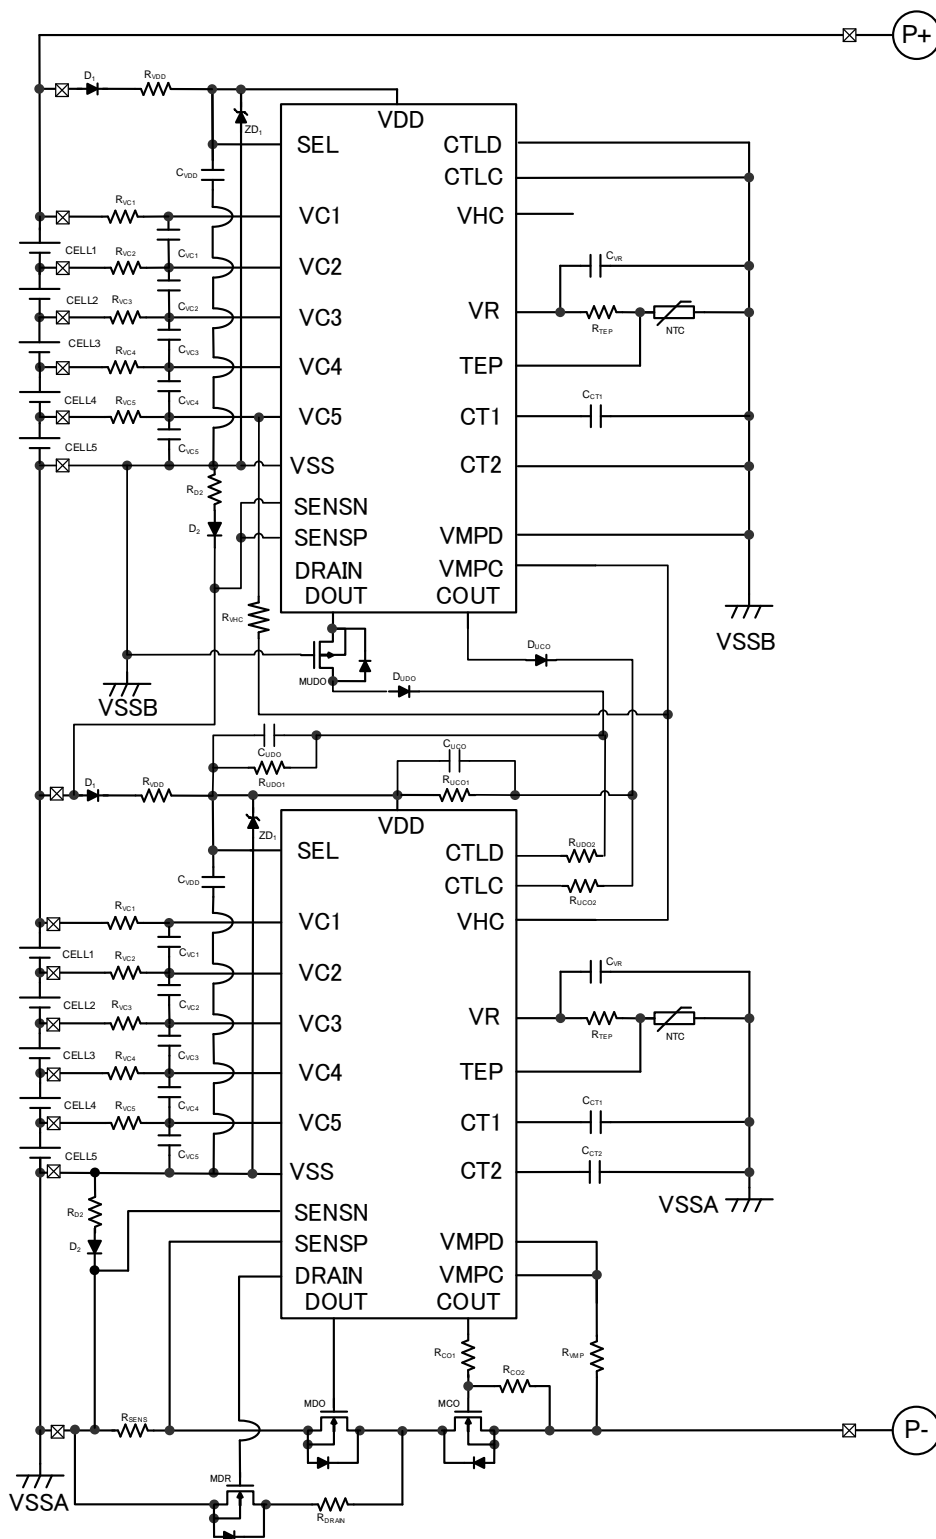 P+
D1
RVDD
VDD
ZD1
SEL
CTLD
CVDD
CTLC
RVC1
VC1
VHC
CELL1
RVC2
CVC1
VC2
CVR
CELL2
RVC3
CVC2
VC3
VR
RTEP
NTC
CELL3
RVC4
CVC3
VC4
TEP
CELL4
RVC5
CVC4
VC5
CT1
CCT1
CELL5
CVC5
VSS
CT2
RD2
SENSN
D2
SENSP
VMPD
DRAIN
VMPC
DOUT
COUT
RVHC
VSSB
DUCO
MUDO
DUDO
VSSB
CUDO
CUCO
RUDO1
RUCO1
D1
RVDD
VDD
ZD1
SEL
CTLD
RUDO2
CVDD
CTLC
RUCO2
RVC1
VC1
VHC
CELL1
RVC2
CVC1
VC2
CVR
CELL2
RVC3
CVC2
VC3
VR
RTEP
NTC
CELL3
RVC4
CVC3
VC4
TEP
CELL4
RVC5
CVC4
VC5
CT1
CCT1
CELL5
CVC5
VSS
CT2
CCT2
VSSA
RD2
SENSN
D2
SENSP
VMPD
DRAIN
VMPC
DOUT
COUT
RCO1
RVMP
RCO2
MDO
MCO
RSENS
P-
MDR
VSSA
RDRAIN